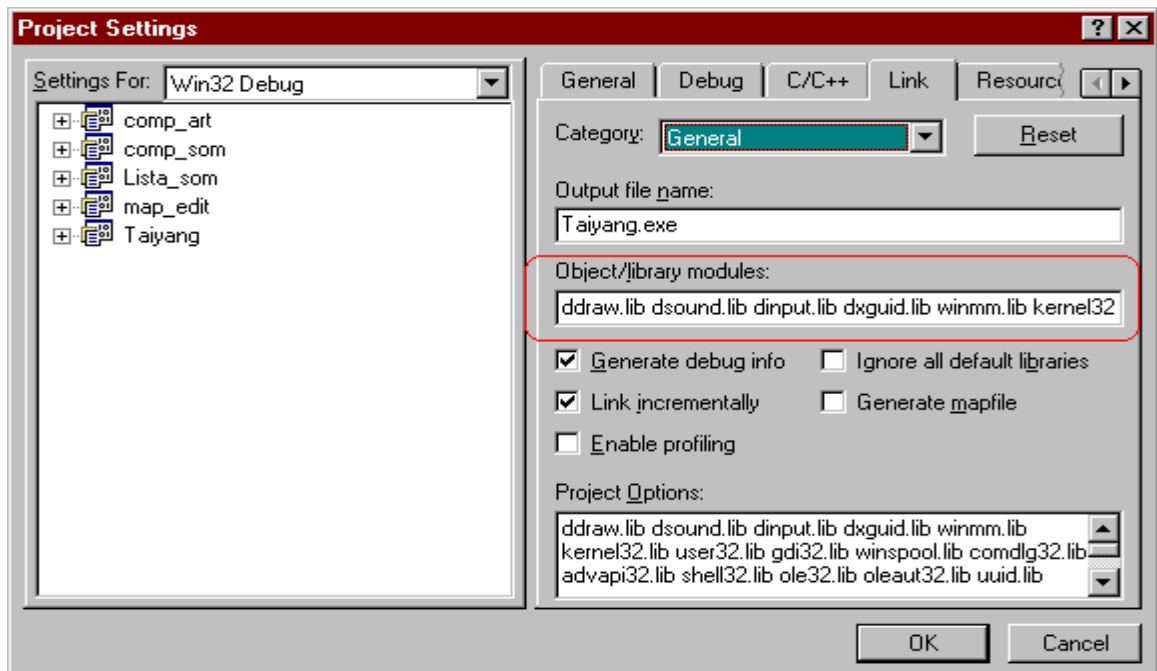 Project Settings
Settings For: Win32 Debug
comp_art
comp_som
Lista_som
map_edit
Taiyang
General Debug C/C++ Link Resourc
Category: General Reset
Output file name:
Taiyang.exe
Object/library modules:
ddraw.lib dsound.lib dinput.lib dxguid.lib winmm.lib kernel32
Generate debug info Ignore all default libraries
Link incrementally Generate mapfile
Enable profiling
Project Options:
ddraw.lib dsound.lib dinput.lib dxguid.lib winmm.lib
kernel32.lib user32.lib gdi32.lib winspool.lib comdlg32.lib
advapi32.lib shell32.lib ole32.lib oleaut32.lib uuid.lib
OK Cancel